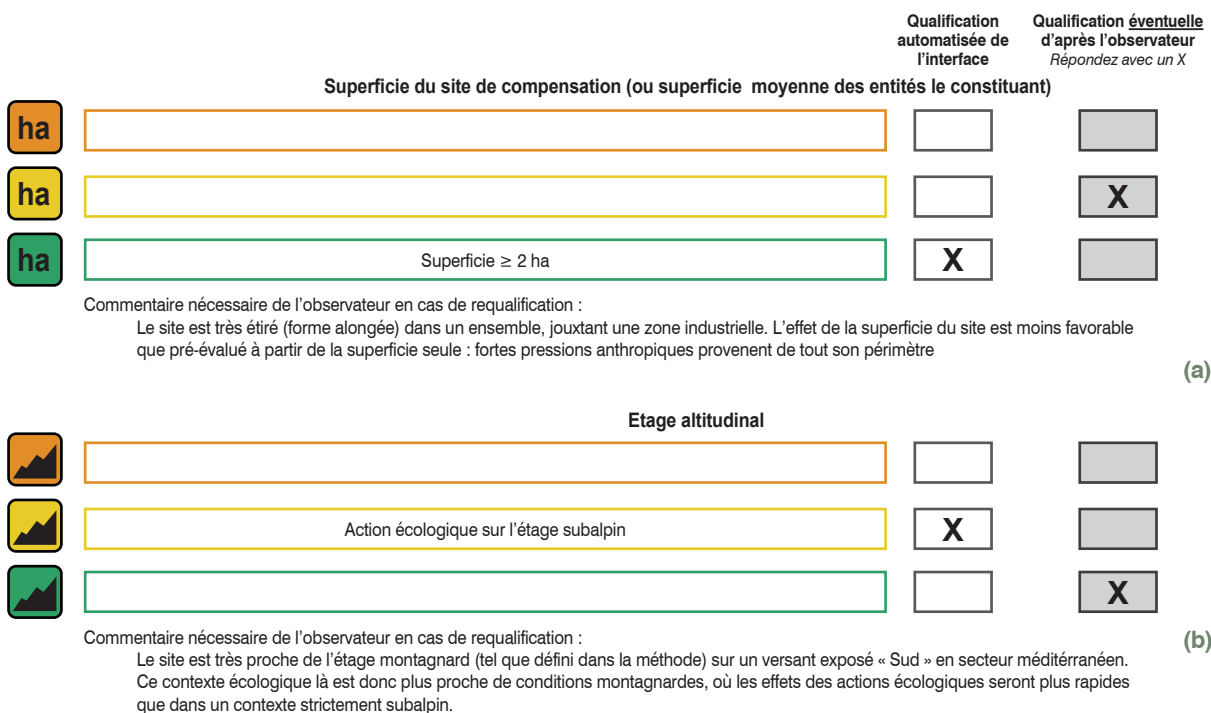 Qualification
automatisée de
l'interface
Qualification éventuelle
d'après l'observateur
Répondez avec un X
Superficie du site de compensation (ou superficie moyenne des entités le constituant)
ha
ha
X
ha
Superficie ≥ 2 ha
X
Commentaire nécessaire de l'observateur en cas de requalification :
Le site est très étiré (forme alongée) dans un ensemble, jouxtant une zone industrielle. L'effet de la superficie du site est moins favorable
que pré-évalué à partir de la superficie seule : fortes pressions anthropiques provenent de tout son périmètre
(a)
Etage altitudinal
Action écologique sur l'étage subalpin
X
X
Commentaire nécessaire de l'observateur en cas de requalification :
(b)
Le site est très proche de l'étage montagnard (tel que défini dans la méthode) sur un versant exposé « Sud » en secteur méditérranéen.
Ce contexte écologique là est donc plus proche de conditions montagnardes, où les effets des actions écologiques seront plus rapides
que dans un contexte strictement subalpin.